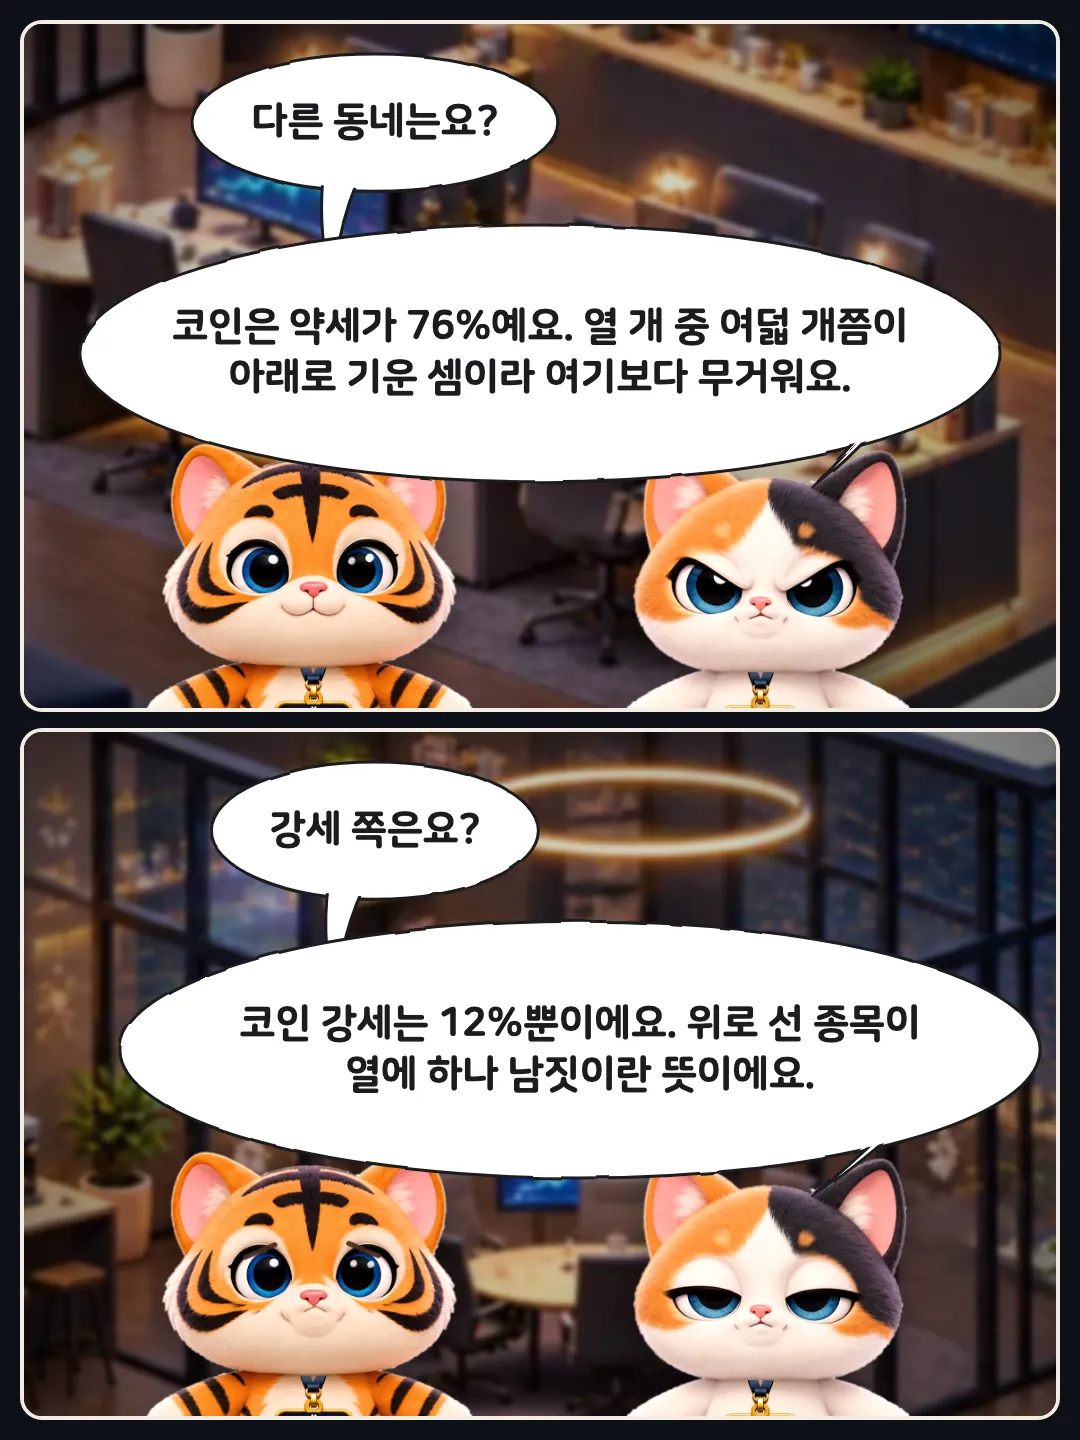 다른 동네는요?
코인은 약세가 76%예요. 열 개 중 여덟 개쯤이
아래로 기운 셈이라 여기보다 무거워요.
강세 쪽은요?
코인 강세는 12%뿐이에요. 위로 선 종목이
열에 하나 남짓이란 뜻이에요.